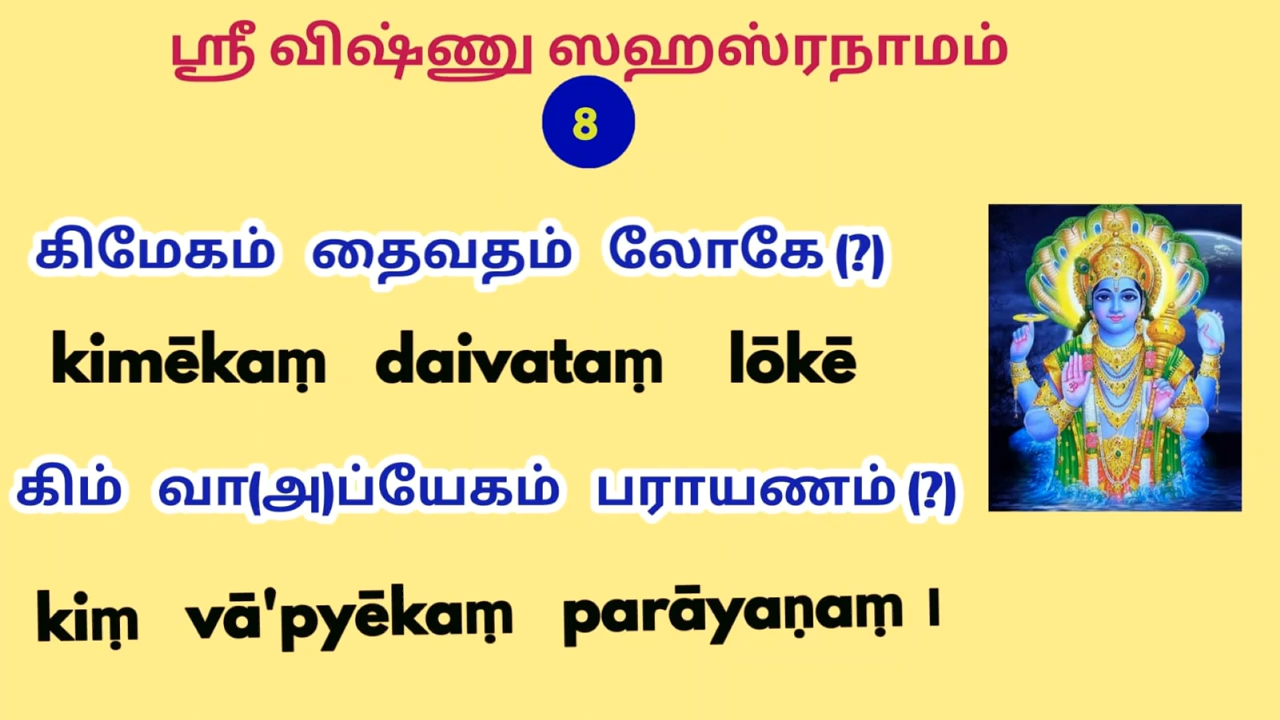 ஸ்ரீ விஷ்ணு ஸஹஸ்ரநாமம்
8
கிமேகம் தைவதம் லோகே (?)
kimēkaṃ daivataṃ lōkē
கிம் வா(அ)ப்யேகம் பராயணம் (?)
kiṃ vā'pyēkaṃ parāyaṇaṃ ।